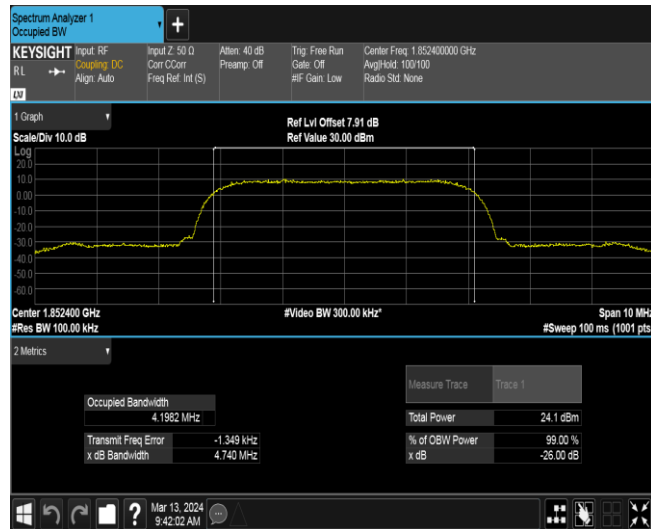 Spectrum Analyzer 1
Occupied BW
+
KEYSIGHT Input: RF Input Z: 50 Ω Atten: 40 dB Trig: Free Run Center Freq: 1.852400000 GHz
RL Coupling: DC Corr CCorr Preamp: Off Gate: Off Avg|Hold: 100/100
Align: Auto Freq Ref: Int (S) #IF Gain: Low Radio Std: None
LXI
1 Graph
Ref Lvl Offset 7.91 dB
Scale/Div 10.0 dB Ref Value 30.00 dBm
Log
20.0
10.0
0.00
-10.0
-20.0
-30.0
-40.0
-50.0
-60.0
Center 1.852400 GHz #Video BW 300.00 kHz* Span 10 MHz
#Res BW 100.00 kHz #Sweep 100 ms (1001 pts
2 Metrics
Measure Trace Trace 1
Occupied Bandwidth
4.1982 MHz Total Power 24.1 dBm
Transmit Freq Error -1.349 kHz % of OBW Power 99.00 %
x dB Bandwidth 4.740 MHz x dB -26.00 dB
? Mar 13, 2024
9:42:02 AM